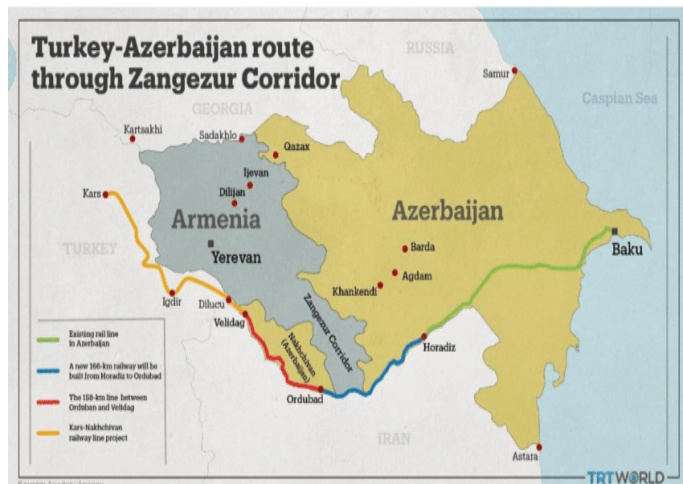 Turkey-Azerbaijan route
through Zangezur Corridor
RUSSIA
Samur
Caspian Sea
GEORGIA
Kartsakhi
Sadakhlo
Qazax
Ijevan
Dilijan
Kars
Armenia
Azerbaijan
TURKEY
Yerevan
Barda
Baku
Agdam
Khankendi
Igdir
Dilucu
Velidag
Zangezur Corridor
Nakhchivan
(Azerbaijan)
Horadiz
Ordubad
IRAN
Astara
Existing rail line
in Azerbaijan
A new 166-km railway will be
built from Horadiz to Ordubad
The 158-km line between
Orduban and Velidag
Kars-Nakhchivan
railway line project
TRTWORLD